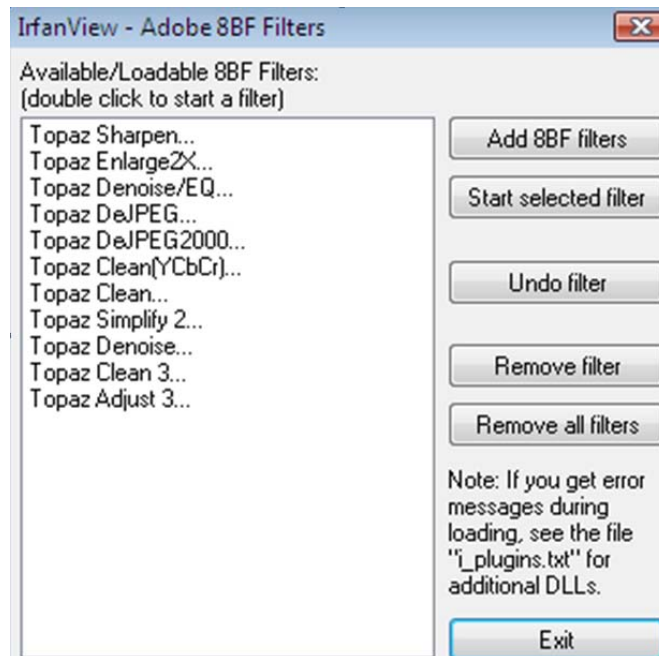 IrfanView - Adobe 8BF Filters
Available/Loadable 8BF Filters:
(double click to start a filter)
Topaz Sharpen...
Topaz Enlarge2X...
Topaz Denoise/EQ...
Topaz DeJPEG...
Topaz DeJPEG2000...
Topaz Clean(YCbCr)...
Topaz Clean...
Topaz Simplify 2...
Topaz Denoise...
Topaz Clean 3...
Topaz Adjust 3...
Add 8BF filters
Start selected filter
Undo filter
Remove filter
Remove all filters
Note: If you get error
messages during
loading, see the file
"i_plugins.txt" for
additional DLLs.
Exit